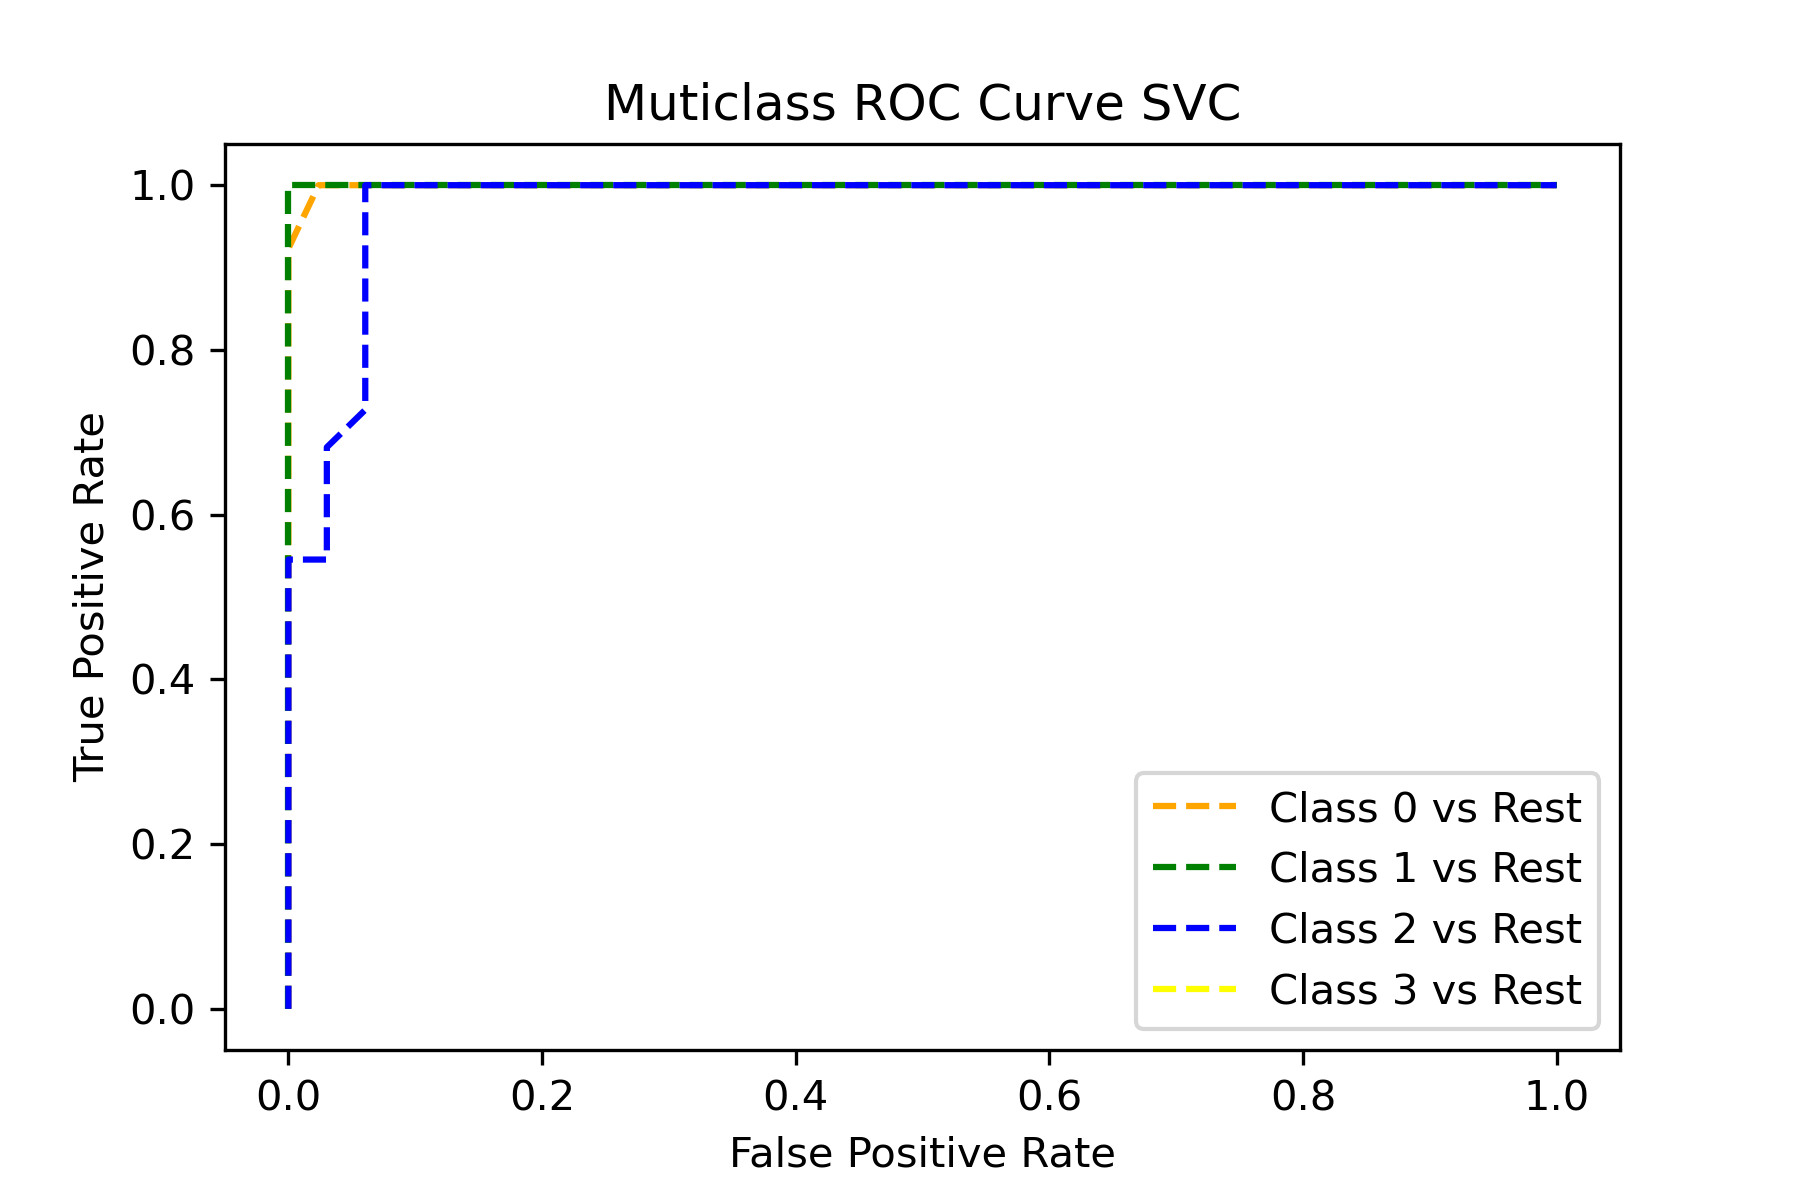 Muticlass ROC Curve SVC
1.0
0.8
0.6
0.4
0.2
0.0
True Positive Rate
Class 0 vs Rest
Class 1 vs Rest
Class 2 vs Rest
Class 3 vs Rest
0.0 0.2 0.4 0.6 0.8 1.0
False Positive Rate